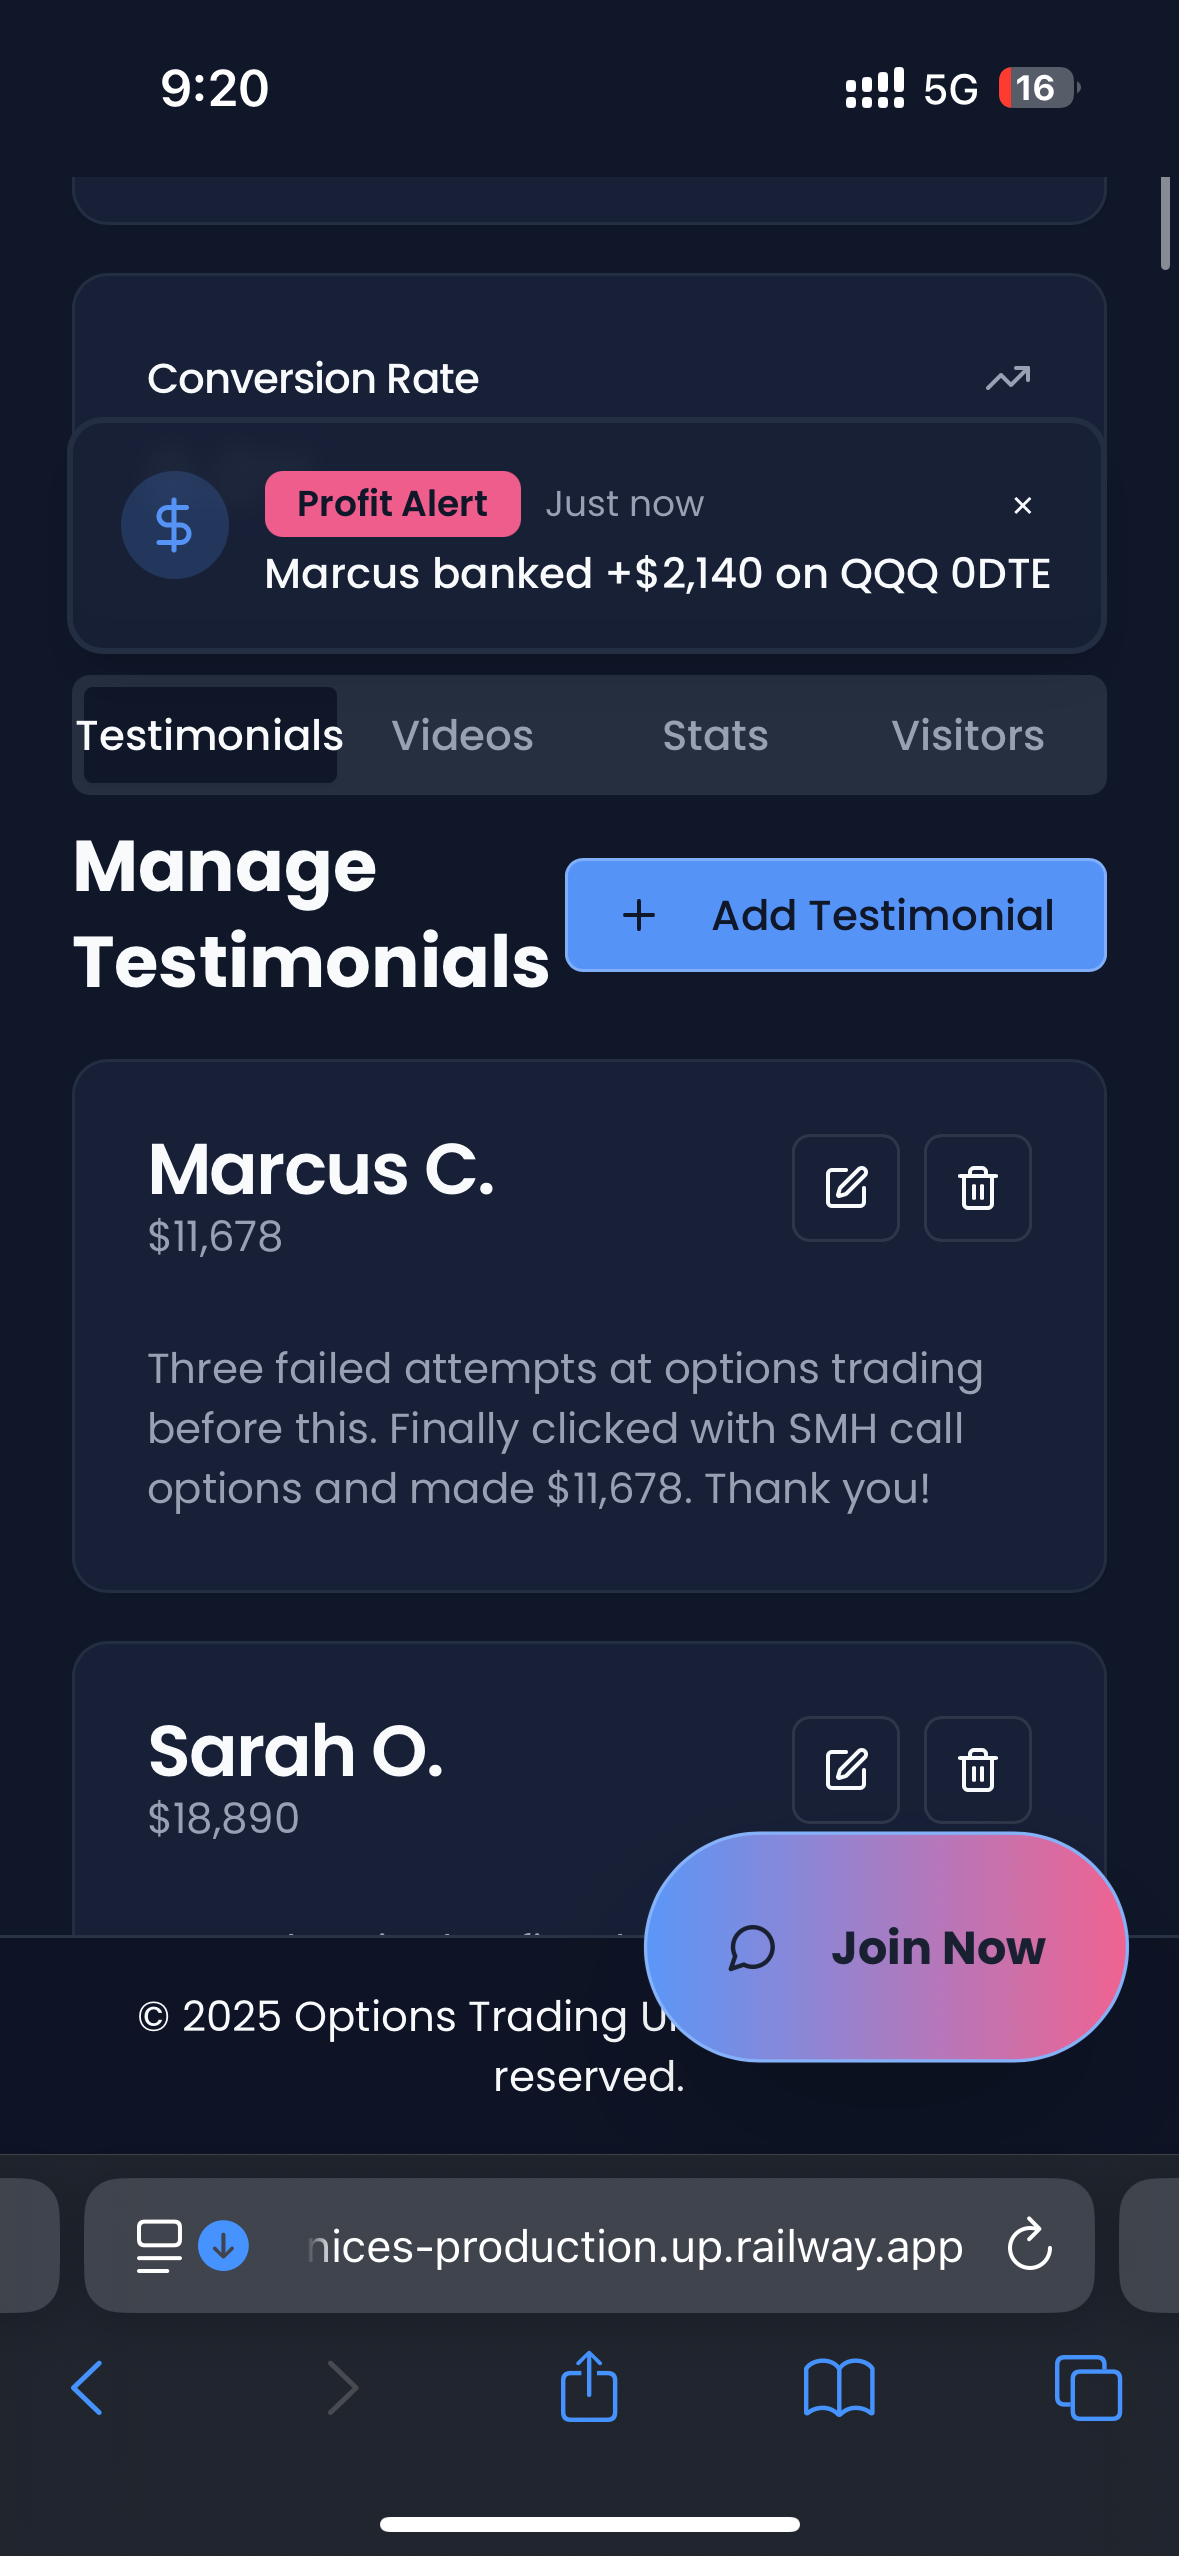 9:20
5G
16
Conversion Rate
Profit Alert Just now ×
Marcus banked +$2,140 on QQQ 0DTE
Testimonials Videos Stats Visitors
Manage
Testimonials
+ Add Testimonial
Marcus C.
$11,678
Three failed attempts at options trading
before this. Finally clicked with SMH call
options and made $11,678. Thank you!
Sarah O.
$18,890
Join Now
© 2025 Options Trading
reserved.
nices-production.up.railway.app